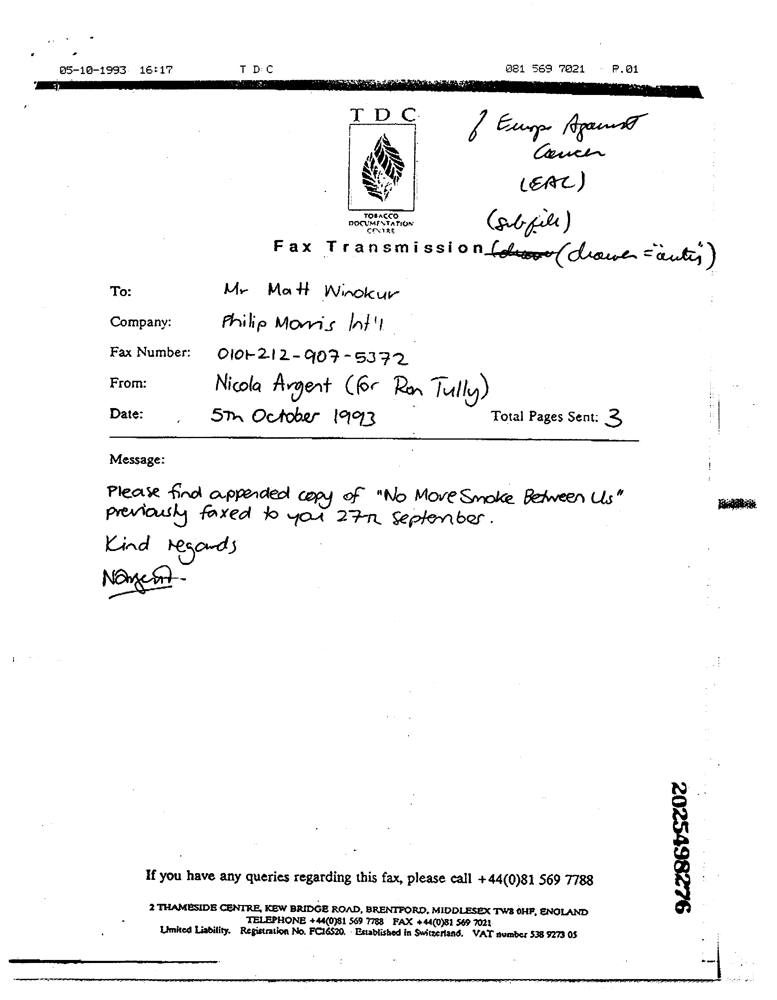 05-10-1993 16:17 T D C 081 569 7021 P.01
T D C
TOBACCO
DOCUMENTATION
CENTRE
Europe Against
Cancer
(EAC)
(subfile)
Fax Transmission (drawer = "antis")
To: Mr Matt Winokur
Company: Philip Morris Int'l
Fax Number: 0101-212-907-5372
From: Nicola Argent (for Ron Tully)
Date: 5th October 1993 Total Pages Sent: 3
Message:
Please find appended copy of "No More Smoke Between Us"
previously faxed to you 27th September.
Kind regards
NArgent
If you have any queries regarding this fax, please call +44(0)81 569 7788
2 THAMESIDE CENTRE, KEW BRIDGE ROAD, BRENTFORD, MIDDLESEX TW8 0HF, ENGLAND
TELEPHONE +44(0)81 569 7788 FAX +44(0)81 569 7021
Limited Liability. Registration No. FC16520. Established in Switzerland. VAT number 538 9273 05
2025498276